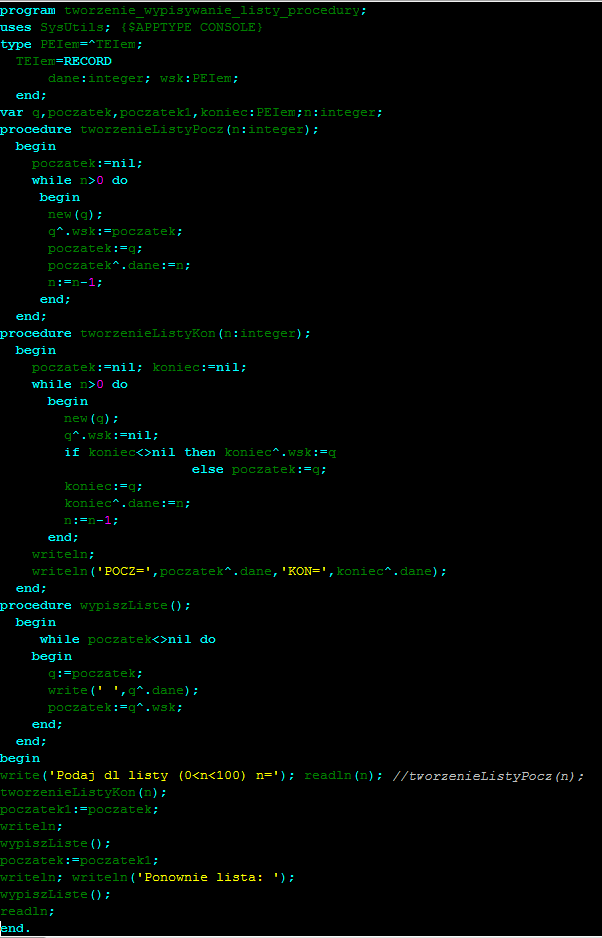 program tworzenie_wypisywanie_listy_procedury;
uses SysUtils; {$APPTYPE CONSOLE}
type PEIem=^TEIem;
  TEIem=RECORD
      dane:integer; wsk:PEIem;
  end;
var q,poczatek,poczatek1,koniec:PEIem;n:integer;
procedure tworzenieListyPocz(n:integer);
  begin
    poczatek:=nil;
    while n>0 do
     begin
      new(q);
      q^.wsk:=poczatek;
      poczatek:=q;
      poczatek^.dane:=n;
      n:=n-1;
     end;
  end;
procedure tworzenieListyKon(n:integer);
  begin
    poczatek:=nil; koniec:=nil;
    while n>0 do
      begin
        new(q);
        q^.wsk:=nil;
        if koniec<>nil then koniec^.wsk:=q
                        else poczatek:=q;
        koniec:=q;
        koniec^.dane:=n;
        n:=n-1;
      end;
    writeln;
    writeln('POCZ=',poczatek^.dane,'KON=',koniec^.dane);
  end;
procedure wypiszListe();
  begin
     while poczatek<>nil do
    begin
      q:=poczatek;
      write(' ',q^.dane);
      poczatek:=q^.wsk;
    end;
  end;
begin
write('Podaj dl listy (0<n<100) n='); readln(n); //tworzenieListyPocz(n);
tworzenieListyKon(n);
poczatek1:=poczatek;
writeln;
wypiszListe();
poczatek:=poczatek1;
writeln; writeln('Ponownie lista: ');
wypiszListe();
readln;
end.